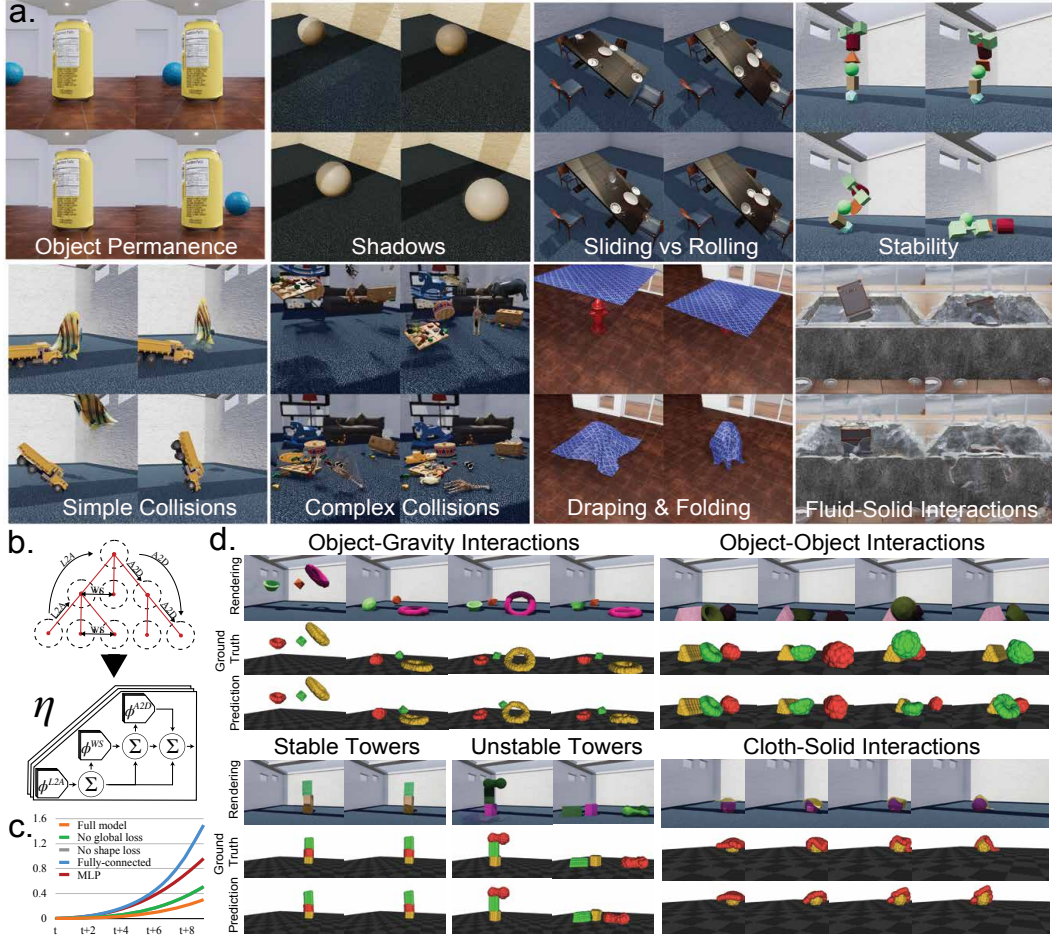 a.
Object Permanence
Shadows
Sliding vs Rolling
Stability
Simple Collisions
Complex Collisions
Draping & Folding
Fluid-Solid Interactions
b.
L2A
A2D
L2A
WS
A2D
WS
A2D
η
ϕA2D
ϕWS
ϕL2A
Σ
Σ
Σ
c.
1.6
1.2
0.8
0.4
0
Full model
No global loss
No shape loss
Fully-connected
MLP
t
t+2
t+4
t+6
t+8
d.
Object-Gravity Interactions
Object-Object Interactions
Rendering
Ground
Truth
Prediction
Stable Towers
Unstable Towers
Cloth-Solid Interactions
Rendering
Ground
Truth
Prediction